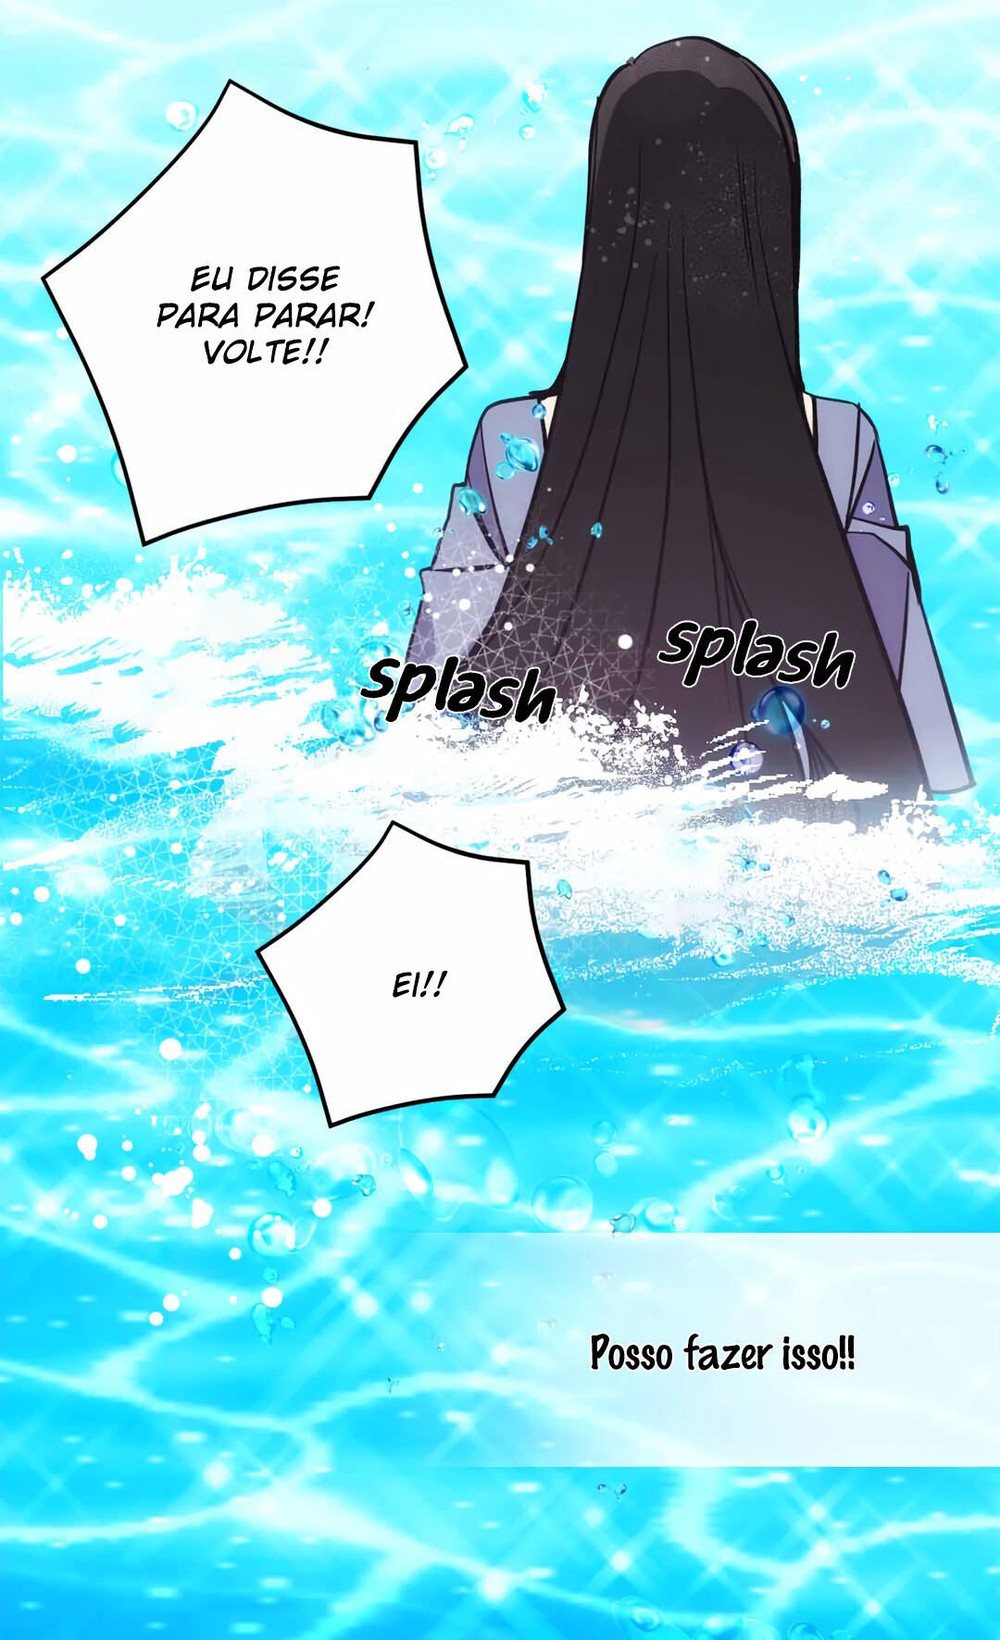 EU DISSE
PARA PARAR!
VOLTE!!
splash
splash
EI!!
Posso fazer isso!!